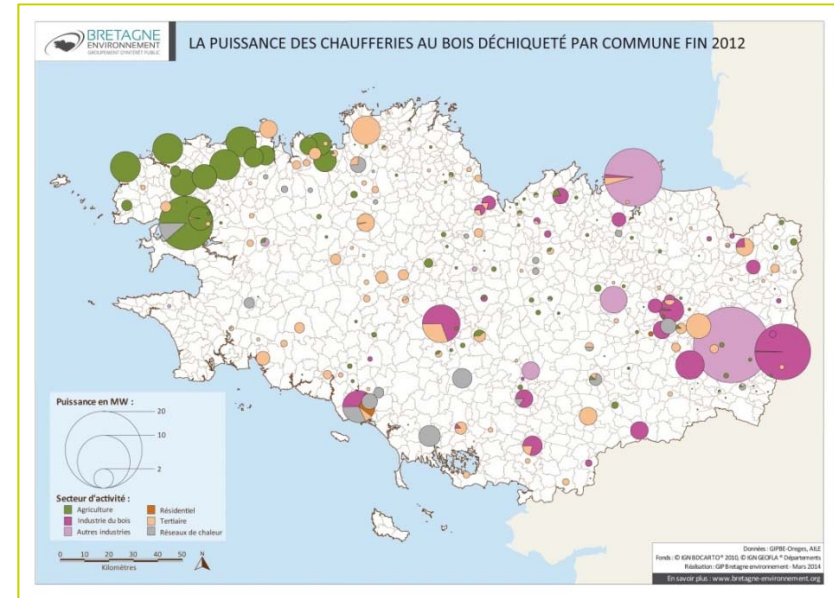 BRETAGNE
ENVIRONNEMENT
GROUPEMENT D'INTÉRÊT PUBLIC
LA PUISSANCE DES CHAUFFERIES AU BOIS DÉCHIQUETÉ PAR COMMUNE FIN 2012
Puissance en MW :
20
10
2
Secteur d'activité :
Agriculture
Résidentiel
Industrie du bois
Tertiaire
Autres industries
Réseaux de chaleur
0 10 20 30 40 50
Kilomètres
N
Données : GIPBE-Oreges, AILE
Fonds : © IGN BDCARTO® 2010, © IGN GEOFLA ® Départements
Réalisation : GIP Bretagne environnement - Mars 2014
En savoir plus : www.bretagne-environnement.org